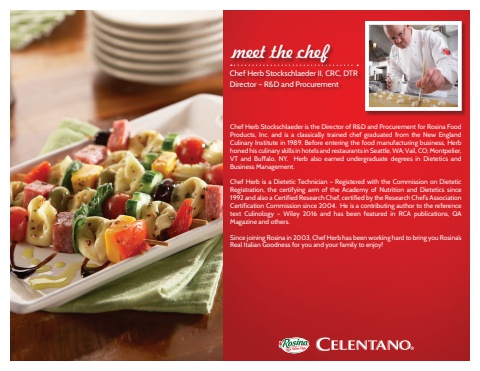 meet the chef
Chef Herb Stockschlaeder II, CRC, DTR
Director – R&D and Procurement
Chef Herb Stockschlaeder is the Director of R&D and Procurement for Rosina Food
Products, Inc. and is a classically trained chef graduated from the New England
Culinary Institute in 1989. Before entering the food manufacturing business, Herb
honed his culinary skills in hotels and restaurants in Seattle, WA; Vail, CO; Montpelier,
VT and Buffalo, NY. Herb also earned undergraduate degrees in Dietetics and
Business Management.
Chef Herb is a Dietetic Technician – Registered with the Commission on Dietetic
Registration, the certifying arm of the Academy of Nutrition and Dietetics since
1992 and also a Certified Research Chef, certified by the Research Chef's Association
Certification Commission since 2004. He is a contributing author to the reference
text Culinology – Wiley 2016 and has been featured in RCA publications, QA
Magazine and others.
Since joining Rosina in 2003, Chef Herb has been working hard to bring you Rosina's
Real Italian Goodness for you and your family to enjoy!
Rosina
CELENTANO®